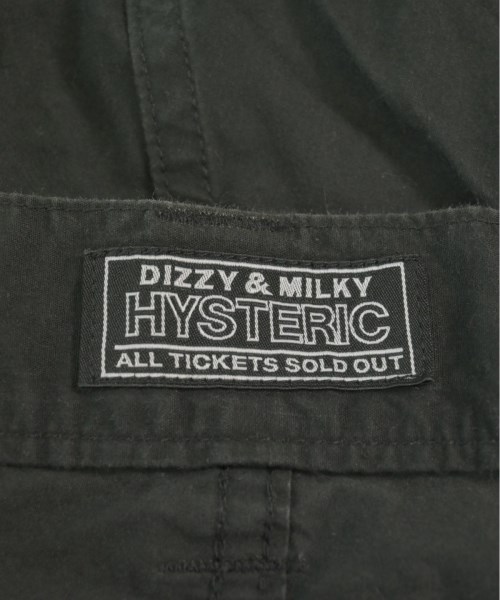 DIZZY & MILKY
HYSTERIC
ALL TICKETS SOLD OUT